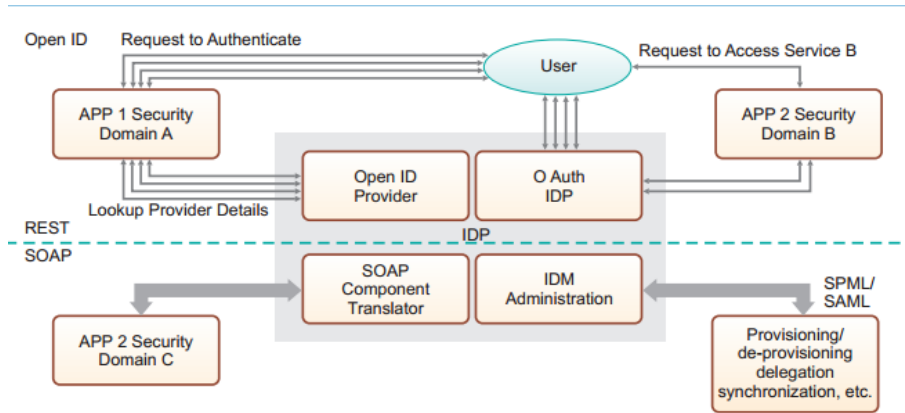 Open ID
Request to Authenticate
User
Request to Access Service B
APP 1 Security
Domain A
APP 2 Security
Domain B
Open ID
Provider
O Auth
IDP
Lookup Provider Details
REST
IDP
SOAP
SOAP
Component
Translator
IDM
Administration
SPML/
SAML
APP 2 Security
Domain C
Provisioning/
de-provisioning
delegation
synchronization, etc.